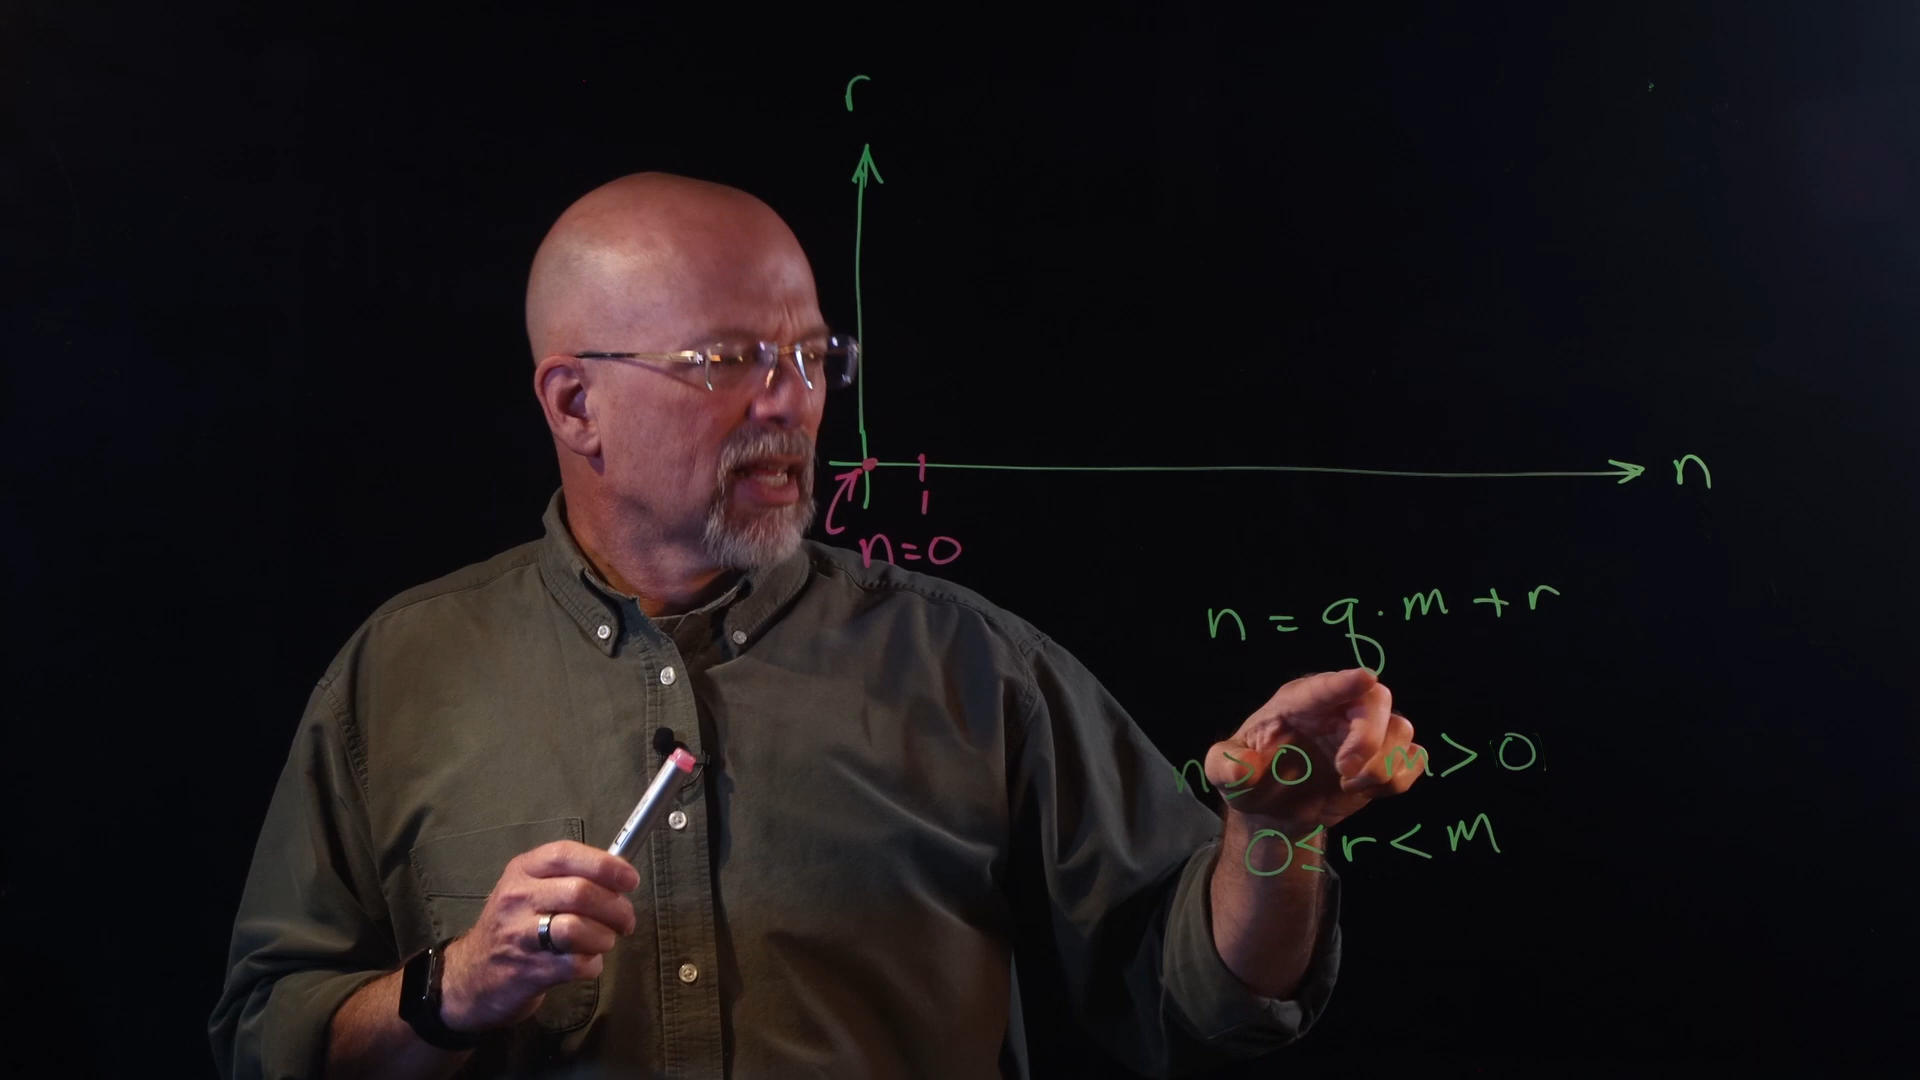 r
n
1
n=0
n = q·m + r
n≥0 m>0
0≤r<m